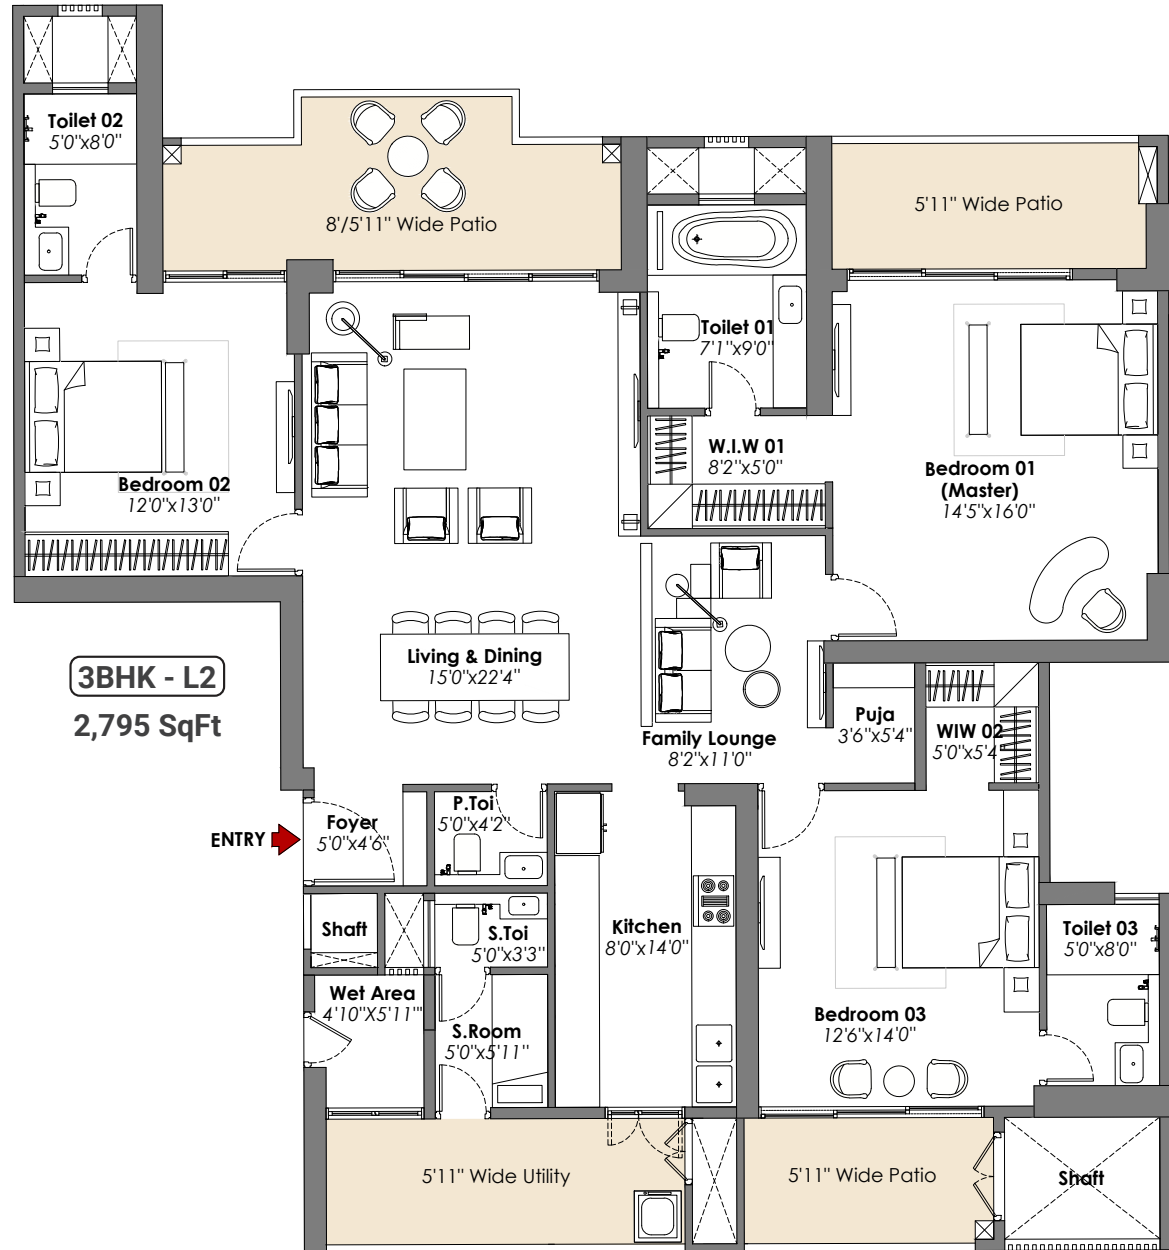 Toilet 02
5'0"x8'0"
8'/5'11" Wide Patio
5'11" Wide Patio
Toilet 01
7'1"x9'0"
Bedroom 02
12'0"x13'0"
W.I.W 01
8'2"x5'0"
Bedroom 01
(Master)
14'5"x16'0"
3BHK - L2
2,795 SqFt
Living & Dining
15'0"x22'4"
Family Lounge
8'2"x11'0"
Puja
3'6"x5'4"
WIW 02
5'0"x5'4
ENTRY
Foyer
5'0"x4'6"
P.Toi
5'0"x4'2"
Shaft
S.Toi
5'0"x3'3"
Kitchen
8'0"x14'0"
Toilet 03
5'0"x8'0"
Wet Area
4'10"X5'11"
S.Room
5'0"x5'11"
Bedroom 03
12'6"x14'0"
5'11" Wide Utility
5'11" Wide Patio
Shaft